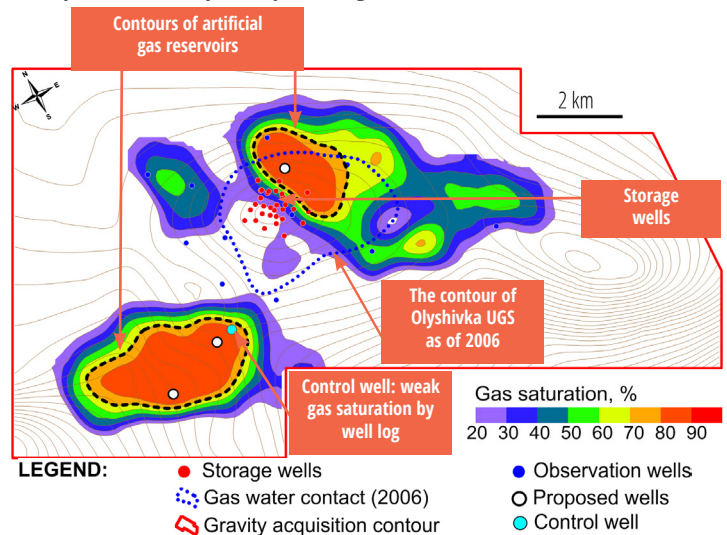 Contours of artificial
gas reservoirs
N
E
W
S
2 km
Storage
wells
The contour of
Olyshivka UGS
as of 2006
Control well: weak
gas saturation by
well log
Gas saturation, %
20 30 40 50 60 70 80 90
LEGEND:
Storage wells
Observation wells
Gas water contact (2006)
Proposed wells
Gravity acquisition contour
Control well